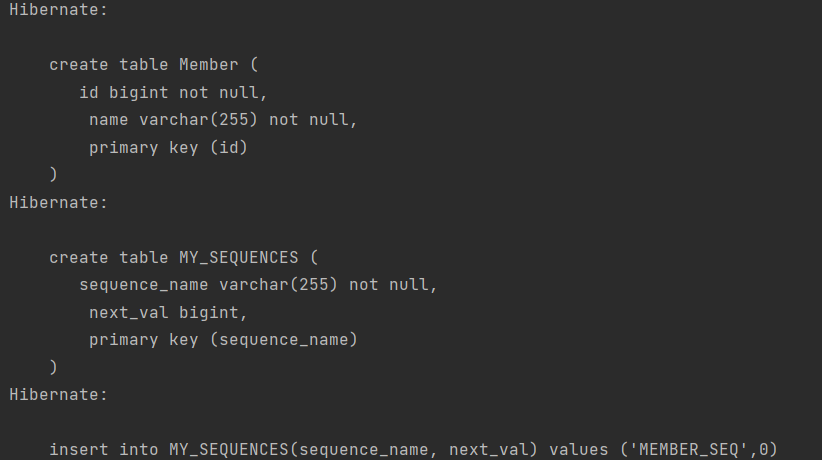 Hibernate:
create table Member (
id bigint not null,
name varchar(255) not null,
primary key (id)
)
Hibernate:
create table MY_SEQUENCES (
sequence_name varchar(255) not null,
next_val bigint,
primary key (sequence_name)
)
Hibernate:
insert into MY_SEQUENCES(sequence_name, next_val) values ('MEMBER_SEQ',0)